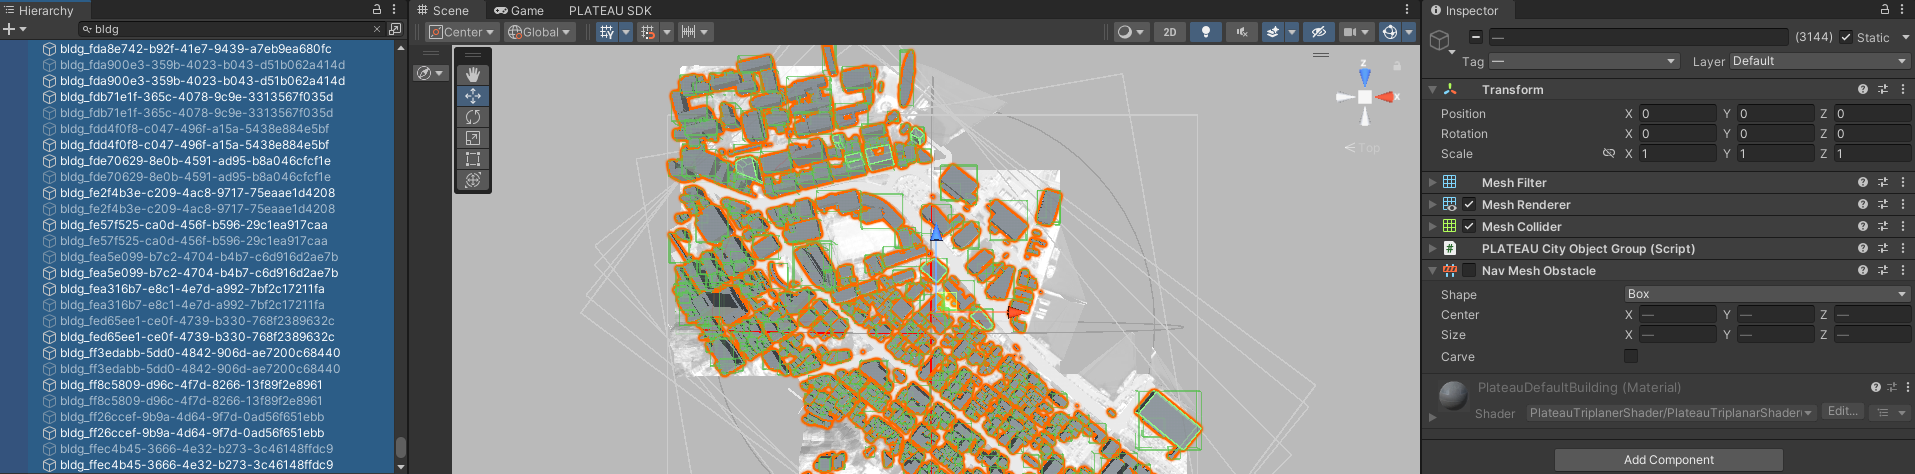 Hierarchy
bldg
bldg_fda8e742-b92f-41e7-9439-a7eb9ea680fc
bldg_fda900e3-359b-4023-b043-d51b062a414d
bldg_fda900e3-359b-4023-b043-d51b062a414d
bldg_fdb71e1f-365c-4078-9c9e-3313567f035d
bldg_fdb71e1f-365c-4078-9c9e-3313567f035d
bldg_fdd4f0f8-c047-496f-a15a-5438e884e5bf
bldg_fdd4f0f8-c047-496f-a15a-5438e884e5bf
bldg_fde70629-8e0b-4591-ad95-b8a046cfcf1e
bldg_fde70629-8e0b-4591-ad95-b8a046cfcf1e
bldg_fe2f4b3e-c209-4ac8-9717-75eaae1d4208
bldg_fe2f4b3e-c209-4ac8-9717-75eaae1d4208
bldg_fe57f525-ca0d-456f-b596-29c1ea917caa
bldg_fe57f525-ca0d-456f-b596-29c1ea917caa
bldg_fea5e099-b7c2-4704-b4b7-c6d916d2ae7b
bldg_fea5e099-b7c2-4704-b4b7-c6d916d2ae7b
bldg_fea316b7-e8c1-4e7d-a992-7bf2c17211fa
bldg_fea316b7-e8c1-4e7d-a992-7bf2c17211fa
bldg_fed65ee1-ce0f-4739-b330-768f2389632c
bldg_fed65ee1-ce0f-4739-b330-768f2389632c
bldg_ff3edabb-5dd0-4842-906d-ae7200c68440
bldg_ff3edabb-5dd0-4842-906d-ae7200c68440
bldg_ff8c5809-d96c-4f7d-8266-13f89f2e8961
bldg_ff8c5809-d96c-4f7d-8266-13f89f2e8961
bldg_ff26ccef-9b9a-4d64-9f7d-0ad56f651ebb
bldg_ff26ccef-9b9a-4d64-9f7d-0ad56f651ebb
bldg_ffec4b45-3666-4e32-b273-3c46148ffdc9
bldg_ffec4b45-3666-4e32-b273-3c46148ffdc9
Scene Game PLATEAU SDK
Center Global 2D
z
x
Top
Inspector
— (3144) Static
Tag — Layer Default
Transform
Position X 0 Y 0 Z 0
Rotation X 0 Y 0 Z 0
Scale X 1 Y 1 Z 1
Mesh Filter
Mesh Renderer
Mesh Collider
PLATEAU City Object Group (Script)
Nav Mesh Obstacle
Shape Box
Center X — Y — Z —
Size X — Y — Z —
Carve
PlateauDefaultBuilding (Material)
Shader PlateauTriplanerShader/PlateauTriplanarShader Edit...
Add Component